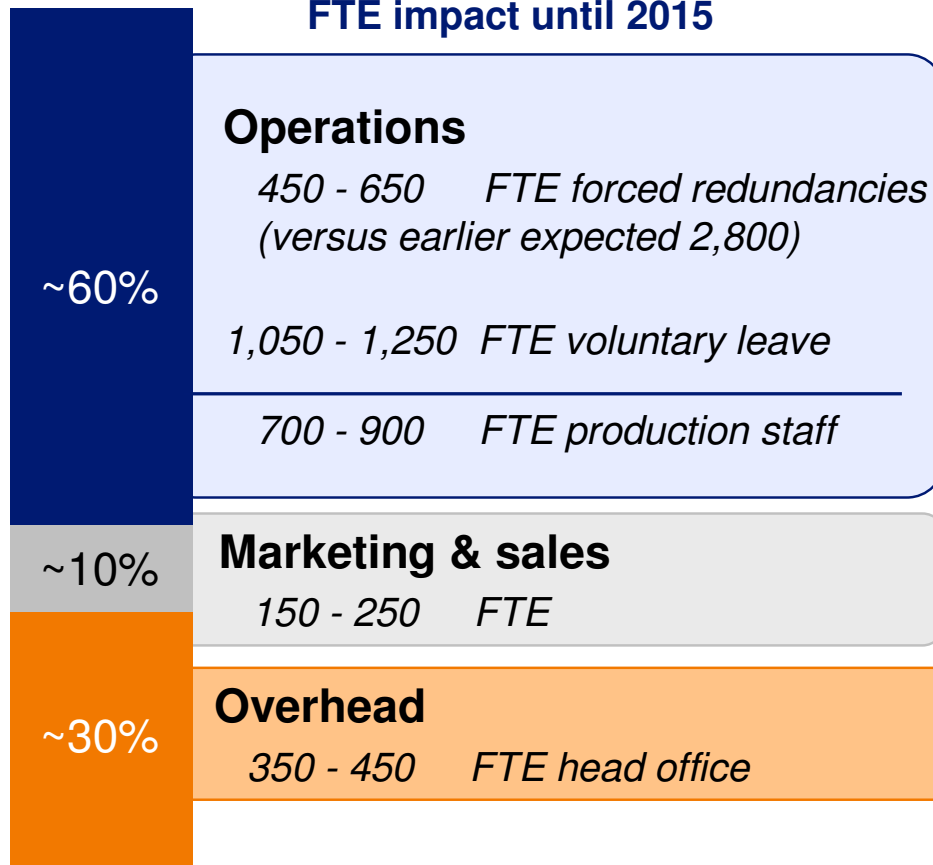 FTE impact until 2015
Operations
450 - 650 FTE forced redundancies
(versus earlier expected 2,800)
~60%
1,050 - 1,250 FTE voluntary leave
700 - 900 FTE production staff
Marketing & sales
~10%
150 - 250 FTE
Overhead
~30%
350 - 450 FTE head office